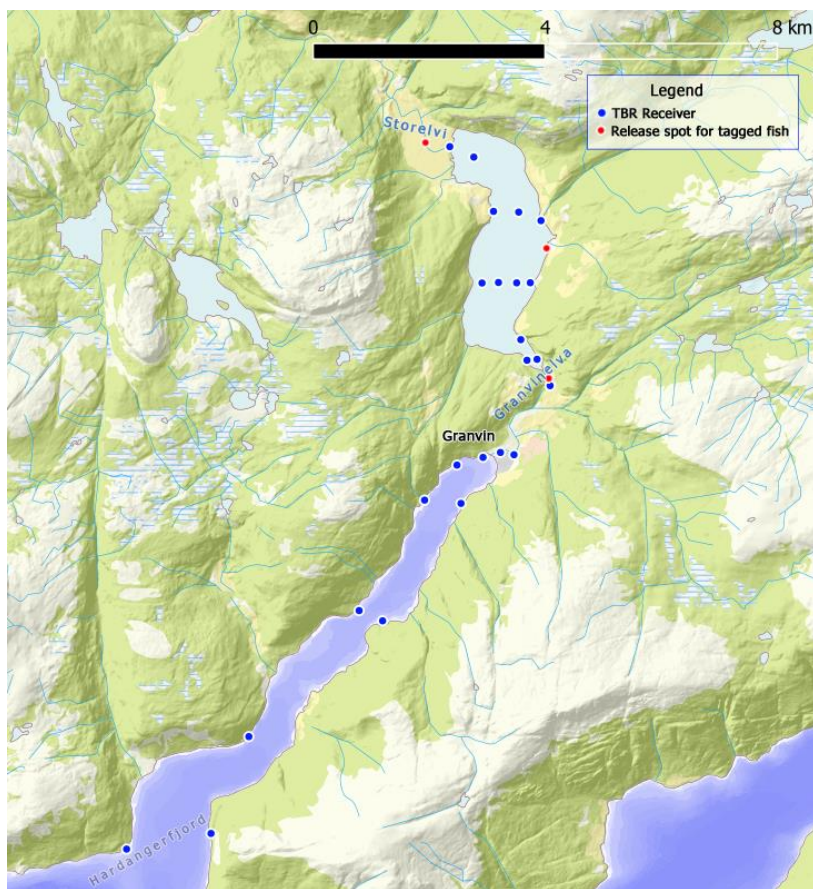 0 4 8 km
Legend
TBR Receiver
Release spot for tagged fish
Storelvi
Granvinelva
Granvin
Hardangerfjord